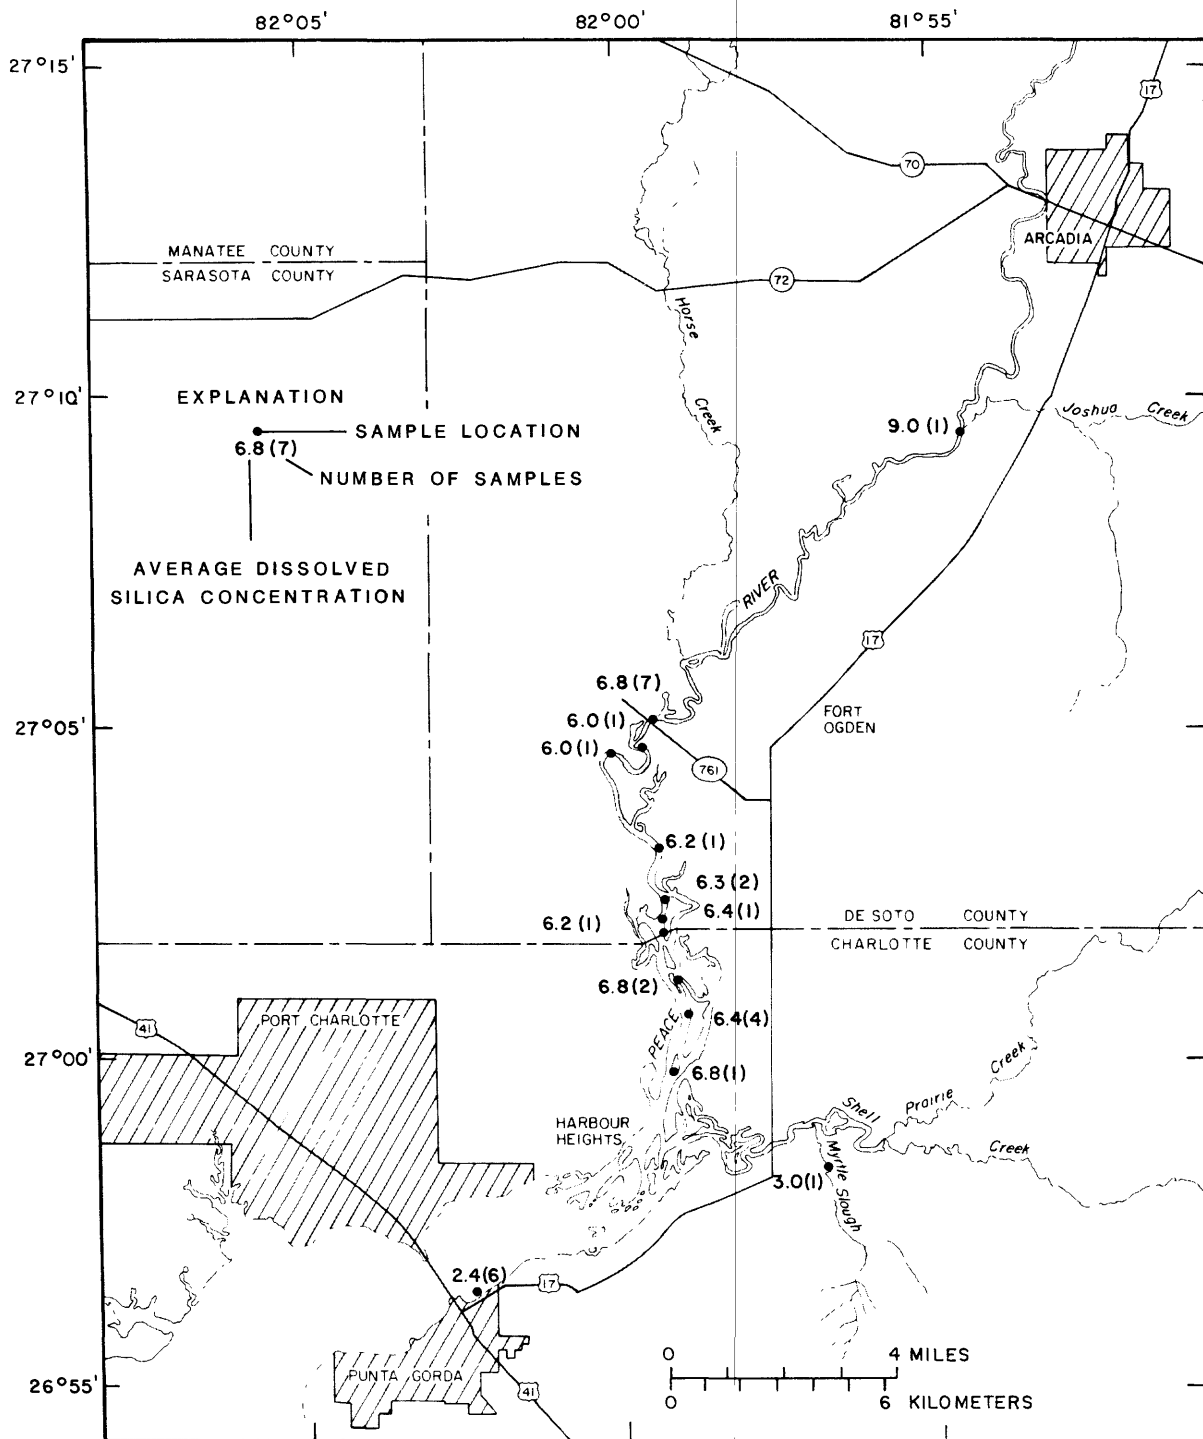 82°05' 82°00' 81°55'
27°15'
17
70
ARCADIA
MANATEE COUNTY
SARASOTA COUNTY
72
Horse
Creek
27°10'
EXPLANATION
SAMPLE LOCATION
6.8 (7)
NUMBER OF SAMPLES
AVERAGE DISSOLVED
SILICA CONCENTRATION
9.0 (1)
Joshua Creek
RIVER
17
6.8 (7)
6.0 (1)
6.0 (1)
27°05'
FORT
OGDEN
761
6.2 (1)
6.3 (2)
6.4 (1)
6.2 (1)
DE SOTO COUNTY
CHARLOTTE COUNTY
6.8 (2)
6.4 (4)
PEACE
6.8 (1)
41
PORT CHARLOTTE
27°00'
HARBOUR
HEIGHTS
Shell
Prairie Creek
Creek
3.0 (1)
Myrtle Slough
2.4 (6)
17
PUNTA GORDA
41
26°55'
0 4 MILES
0 6 KILOMETERS